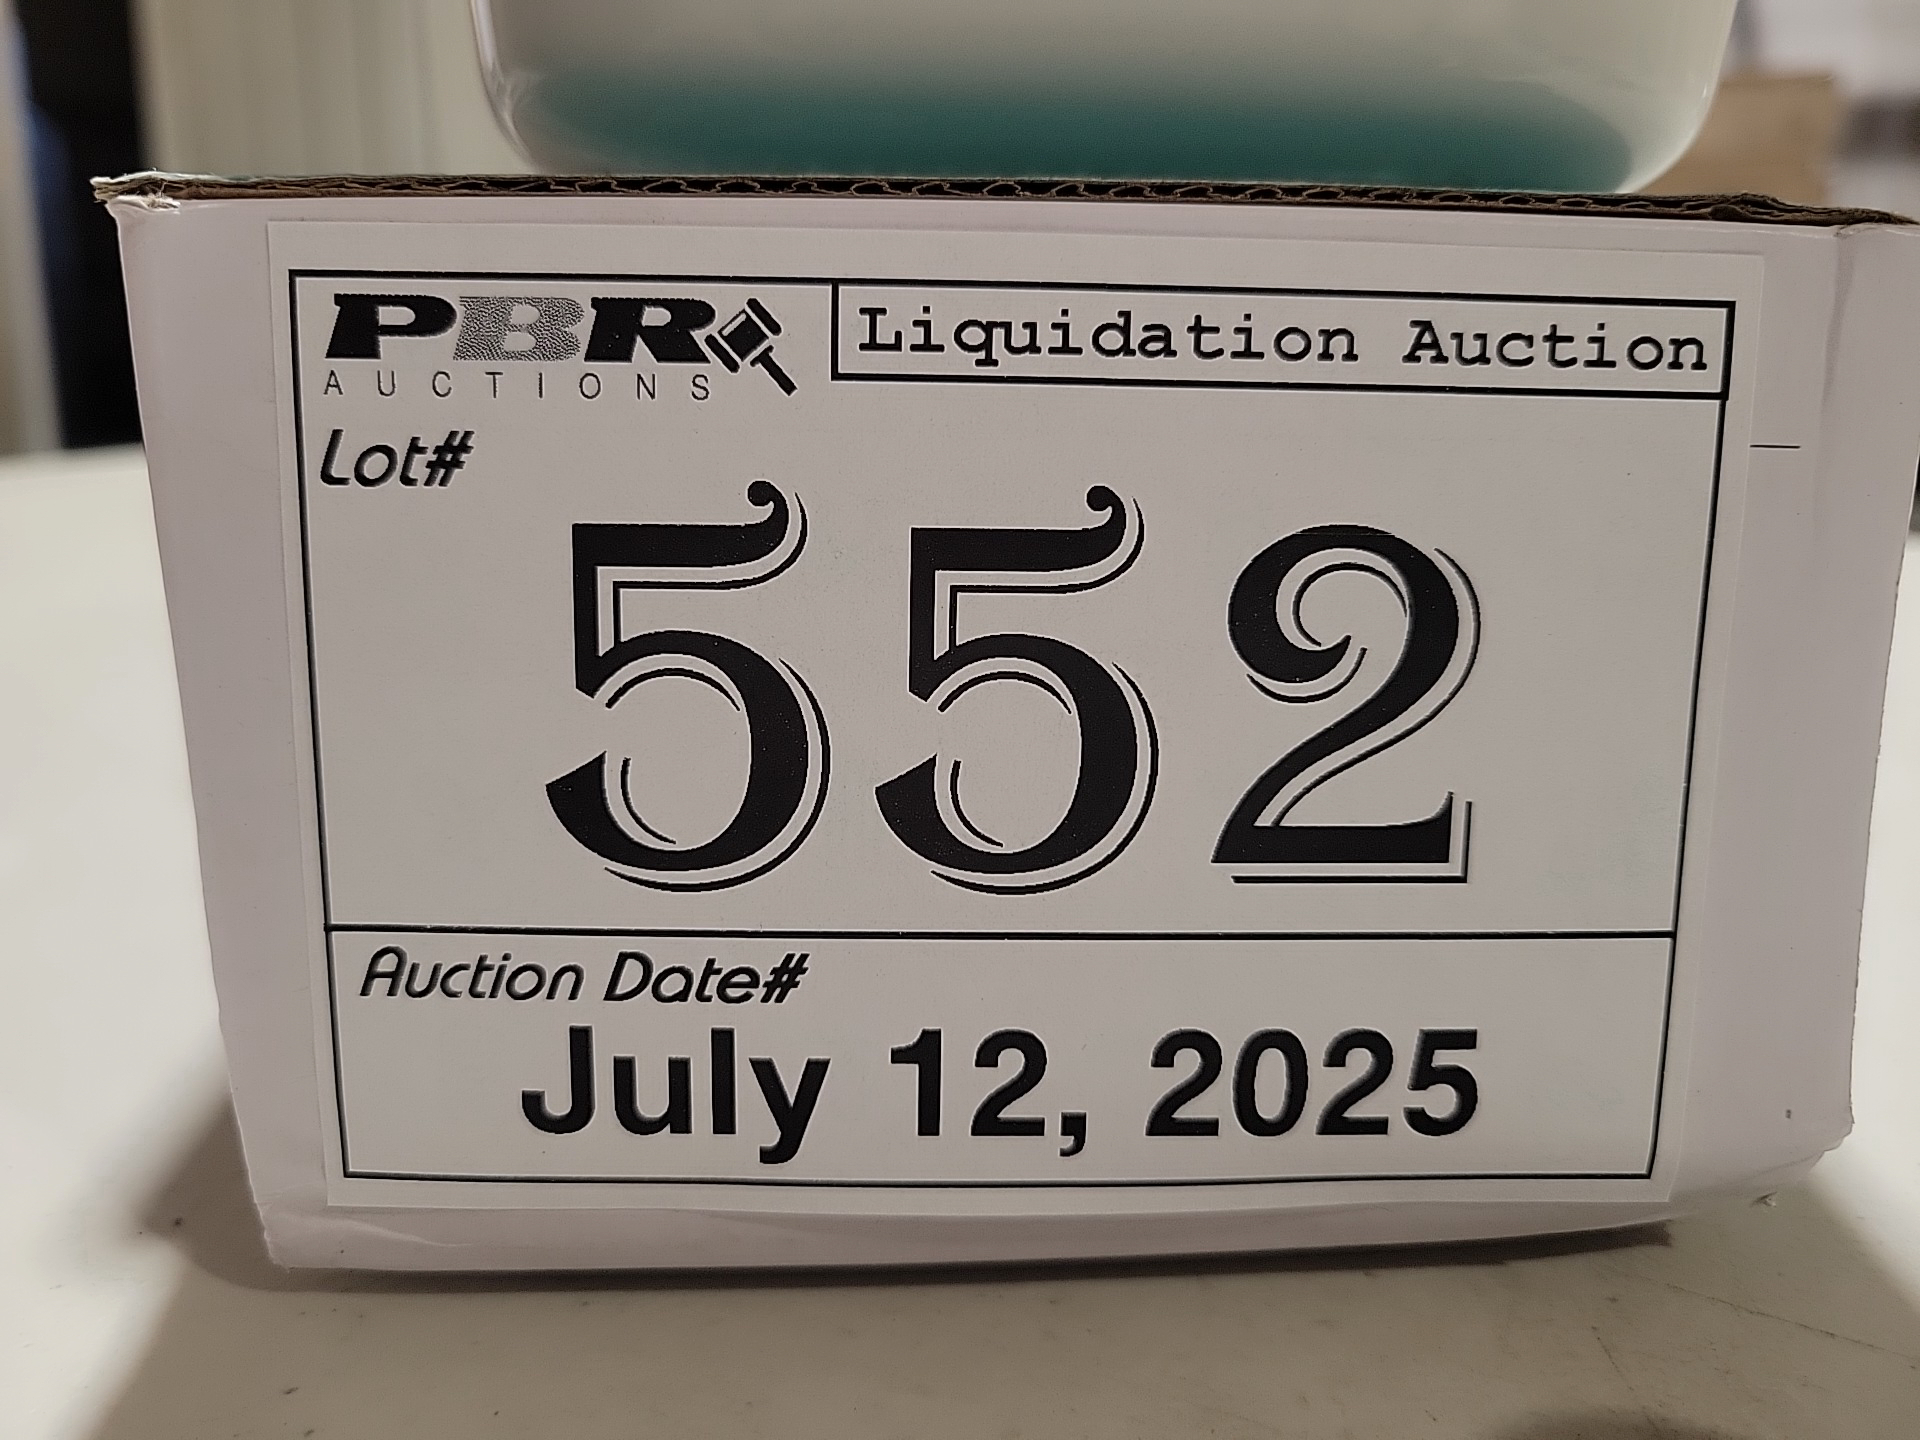 PBR
AUCTIONS
Liquidation Auction
Lot#
552
Auction Date#
July 12, 2025